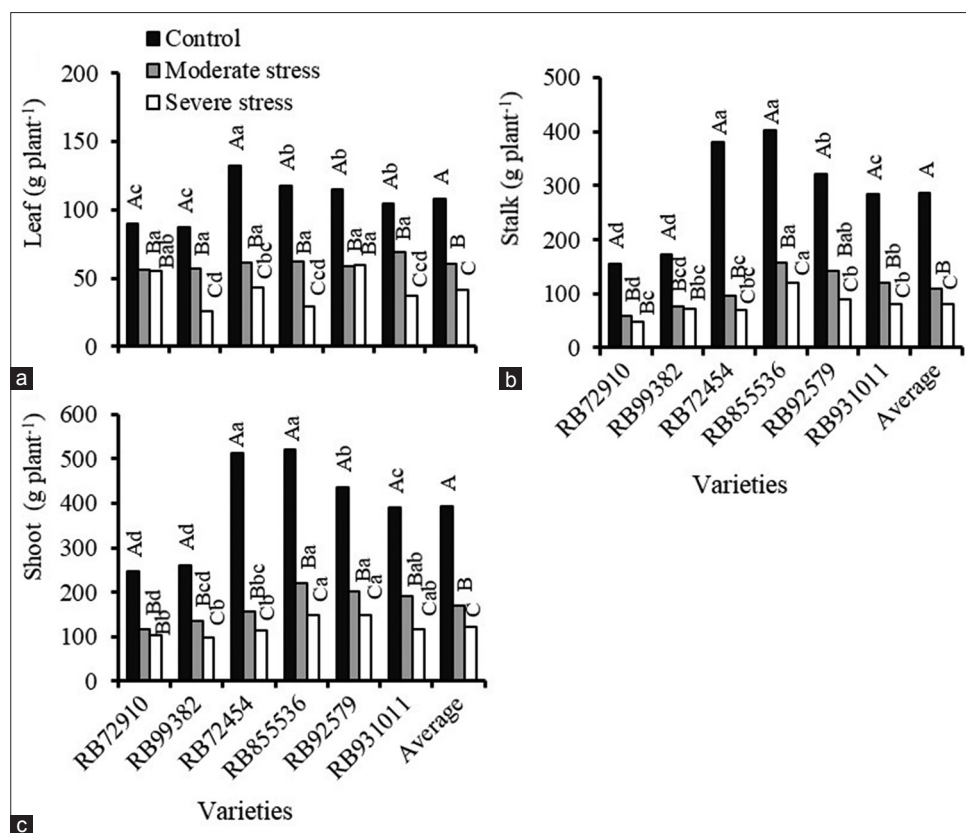 Control
Moderate stress
Severe stress
Leaf (g plant-1)
200
150
100
50
0
Ac
Ba
Bab
Ac
Ba
Cd
Aa
Ba
Cbc
Ab
Ba
Ccd
Ab
Ba
Ba
Ab
Ba
Ccd
A
B
C
a
Stalk (g plant-1)
500
400
300
200
100
0
Ad
Bd
Bc
Ad
Bcd
Bbc
Aa
Bc
Cbc
Aa
Ba
Ca
Ab
Bab
Cb
Ac
Bb
Cb
A
B
C
RB72910
RB99382
RB72454
RB855536
RB92579
RB931011
Average
Varieties
b
Shoot (g plant-1)
600
500
400
300
200
100
0
Ad
Bd
Bb
Ad
Bcd
Cb
Aa
Bbc
Cb
Aa
Ba
Ca
Ab
Ba
Ca
Ac
Bab
Cab
A
B
C
RB72910
RB99382
RB72454
RB855536
RB92579
RB931011
Average
Varieties
c